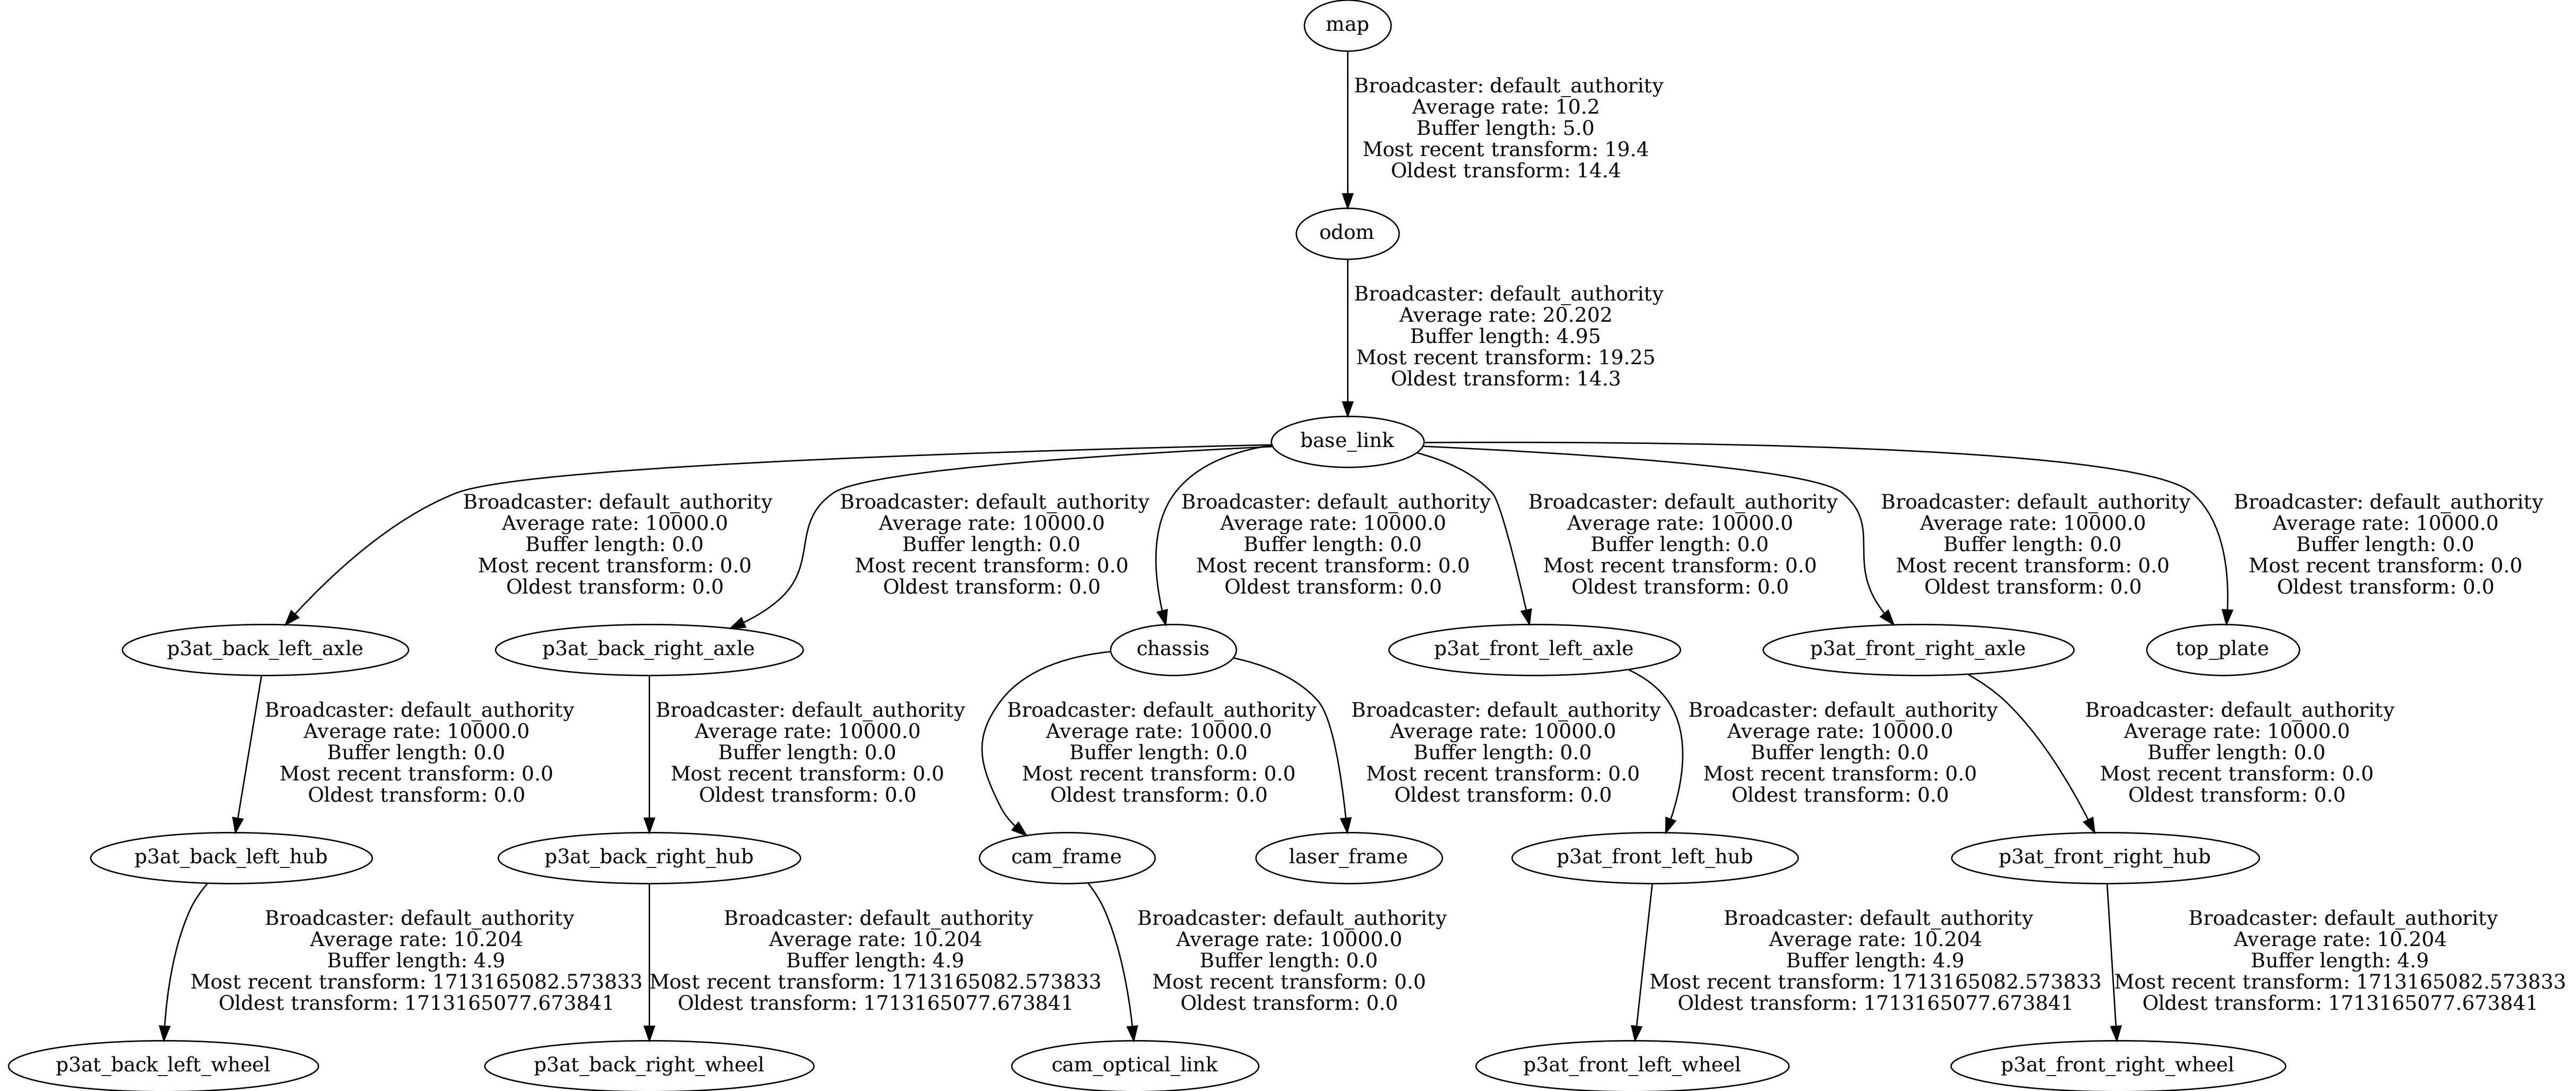 map
Broadcaster: default_authority
Average rate: 10.2
Buffer length: 5.0
Most recent transform: 19.4
Oldest transform: 14.4
odom
Broadcaster: default_authority
Average rate: 20.202
Buffer length: 4.95
Most recent transform: 19.25
Oldest transform: 14.3
base_link
Broadcaster: default_authority
Average rate: 10000.0
Buffer length: 0.0
Most recent transform: 0.0
Oldest transform: 0.0
Broadcaster: default_authority
Average rate: 10000.0
Buffer length: 0.0
Most recent transform: 0.0
Oldest transform: 0.0
Broadcaster: default_authority
Average rate: 10000.0
Buffer length: 0.0
Most recent transform: 0.0
Oldest transform: 0.0
Broadcaster: default_authority
Average rate: 10000.0
Buffer length: 0.0
Most recent transform: 0.0
Oldest transform: 0.0
Broadcaster: default_authority
Average rate: 10000.0
Buffer length: 0.0
Most recent transform: 0.0
Oldest transform: 0.0
Broadcaster: default_authority
Average rate: 10000.0
Buffer length: 0.0
Most recent transform: 0.0
Oldest transform: 0.0
p3at_back_left_axle
p3at_back_right_axle
chassis
p3at_front_left_axle
p3at_front_right_axle
top_plate
Broadcaster: default_authority
Average rate: 10000.0
Buffer length: 0.0
Most recent transform: 0.0
Oldest transform: 0.0
Broadcaster: default_authority
Average rate: 10000.0
Buffer length: 0.0
Most recent transform: 0.0
Oldest transform: 0.0
Broadcaster: default_authority
Average rate: 10000.0
Buffer length: 0.0
Most recent transform: 0.0
Oldest transform: 0.0
Broadcaster: default_authority
Average rate: 10000.0
Buffer length: 0.0
Most recent transform: 0.0
Oldest transform: 0.0
Broadcaster: default_authority
Average rate: 10000.0
Buffer length: 0.0
Most recent transform: 0.0
Oldest transform: 0.0
Broadcaster: default_authority
Average rate: 10000.0
Buffer length: 0.0
Most recent transform: 0.0
Oldest transform: 0.0
p3at_back_left_hub
p3at_back_right_hub
cam_frame
laser_frame
p3at_front_left_hub
p3at_front_right_hub
Broadcaster: default_authority
Average rate: 10.204
Buffer length: 4.9
Most recent transform: 1713165082.573833
Oldest transform: 1713165077.673841
Broadcaster: default_authority
Average rate: 10.204
Buffer length: 4.9
Most recent transform: 1713165082.573833
Oldest transform: 1713165077.673841
Broadcaster: default_authority
Average rate: 10000.0
Buffer length: 0.0
Most recent transform: 0.0
Oldest transform: 0.0
Broadcaster: default_authority
Average rate: 10.204
Buffer length: 4.9
Most recent transform: 1713165082.573833
Oldest transform: 1713165077.673841
Broadcaster: default_authority
Average rate: 10.204
Buffer length: 4.9
Most recent transform: 1713165082.573833
Oldest transform: 1713165077.673841
p3at_back_left_wheel
p3at_back_right_wheel
cam_optical_link
p3at_front_left_wheel
p3at_front_right_wheel